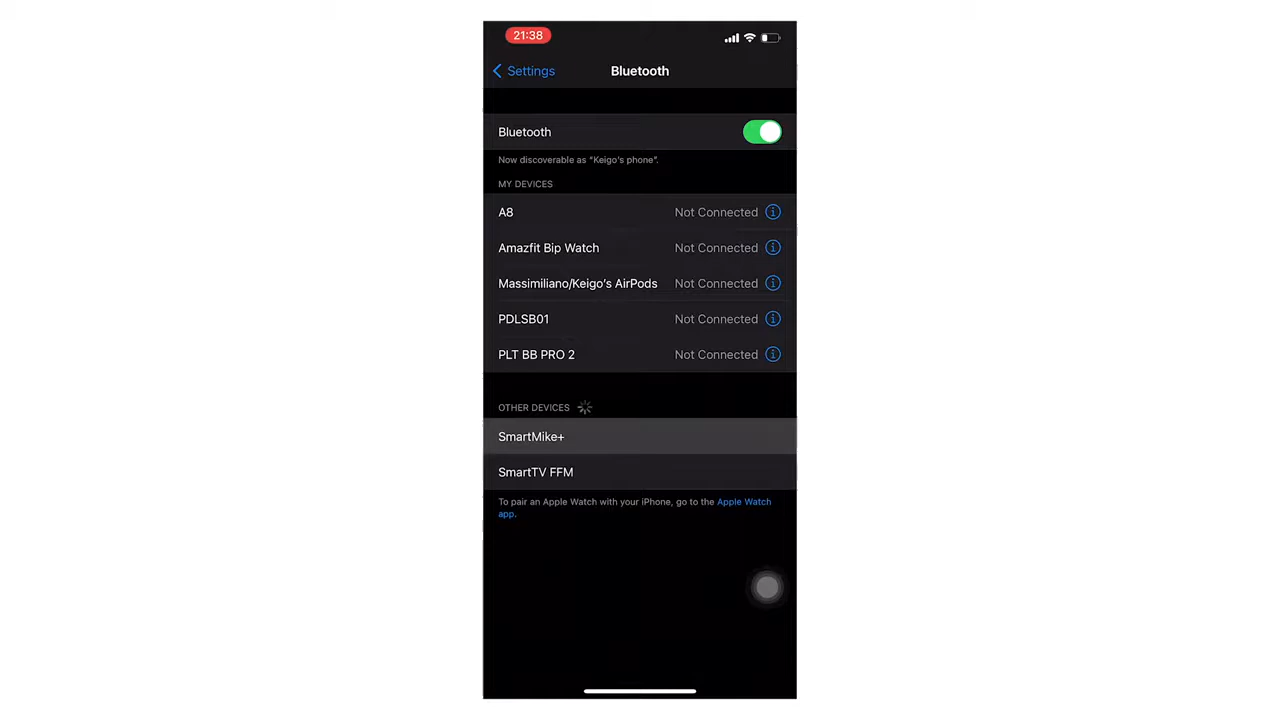 21:38
Settings
Bluetooth
Bluetooth
Now discoverable as “Keigo's phone”.
MY DEVICES
A8 Not Connected
Amazfit Bip Watch Not Connected
Massimiliano/Keigo’s AirPods Not Connected
PDLSB01 Not Connected
PLT BB PRO 2 Not Connected
OTHER DEVICES
SmartMike+
SmartTV FFM
To pair an Apple Watch with your iPhone, go to the Apple Watch
app.